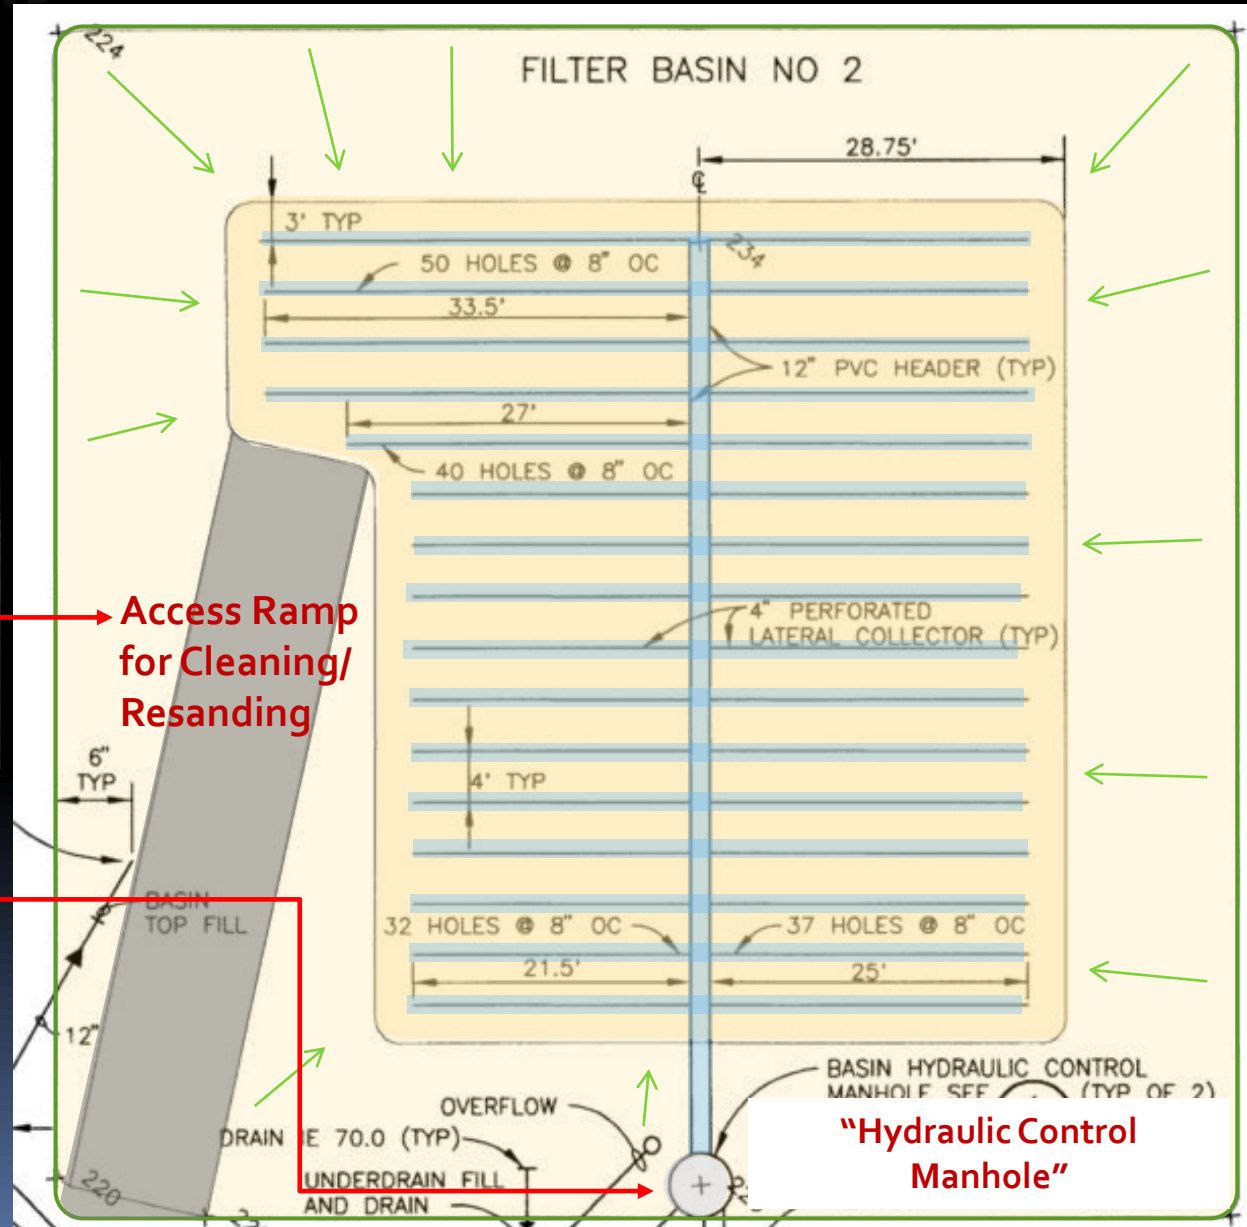 224
FILTER BASIN NO 2
28.75'
℄
3' TYP
234
50 HOLES @ 8" OC
33.5'
12" PVC HEADER (TYP)
27'
40 HOLES @ 8" OC
Access Ramp
for Cleaning/
Resanding
4" PERFORATED
LATERAL COLLECTOR (TYP)
6"
TYP
4' TYP
BASIN
TOP FILL
32 HOLES @ 8" OC
37 HOLES @ 8" OC
21.5'
25'
12"
BASIN HYDRAULIC CONTROL
MANHOLE SEE (TYP OF 2)
OVERFLOW
DRAIN IE 70.0 (TYP)
"Hydraulic Control
Manhole"
UNDERDRAIN FILL
AND DRAIN
220